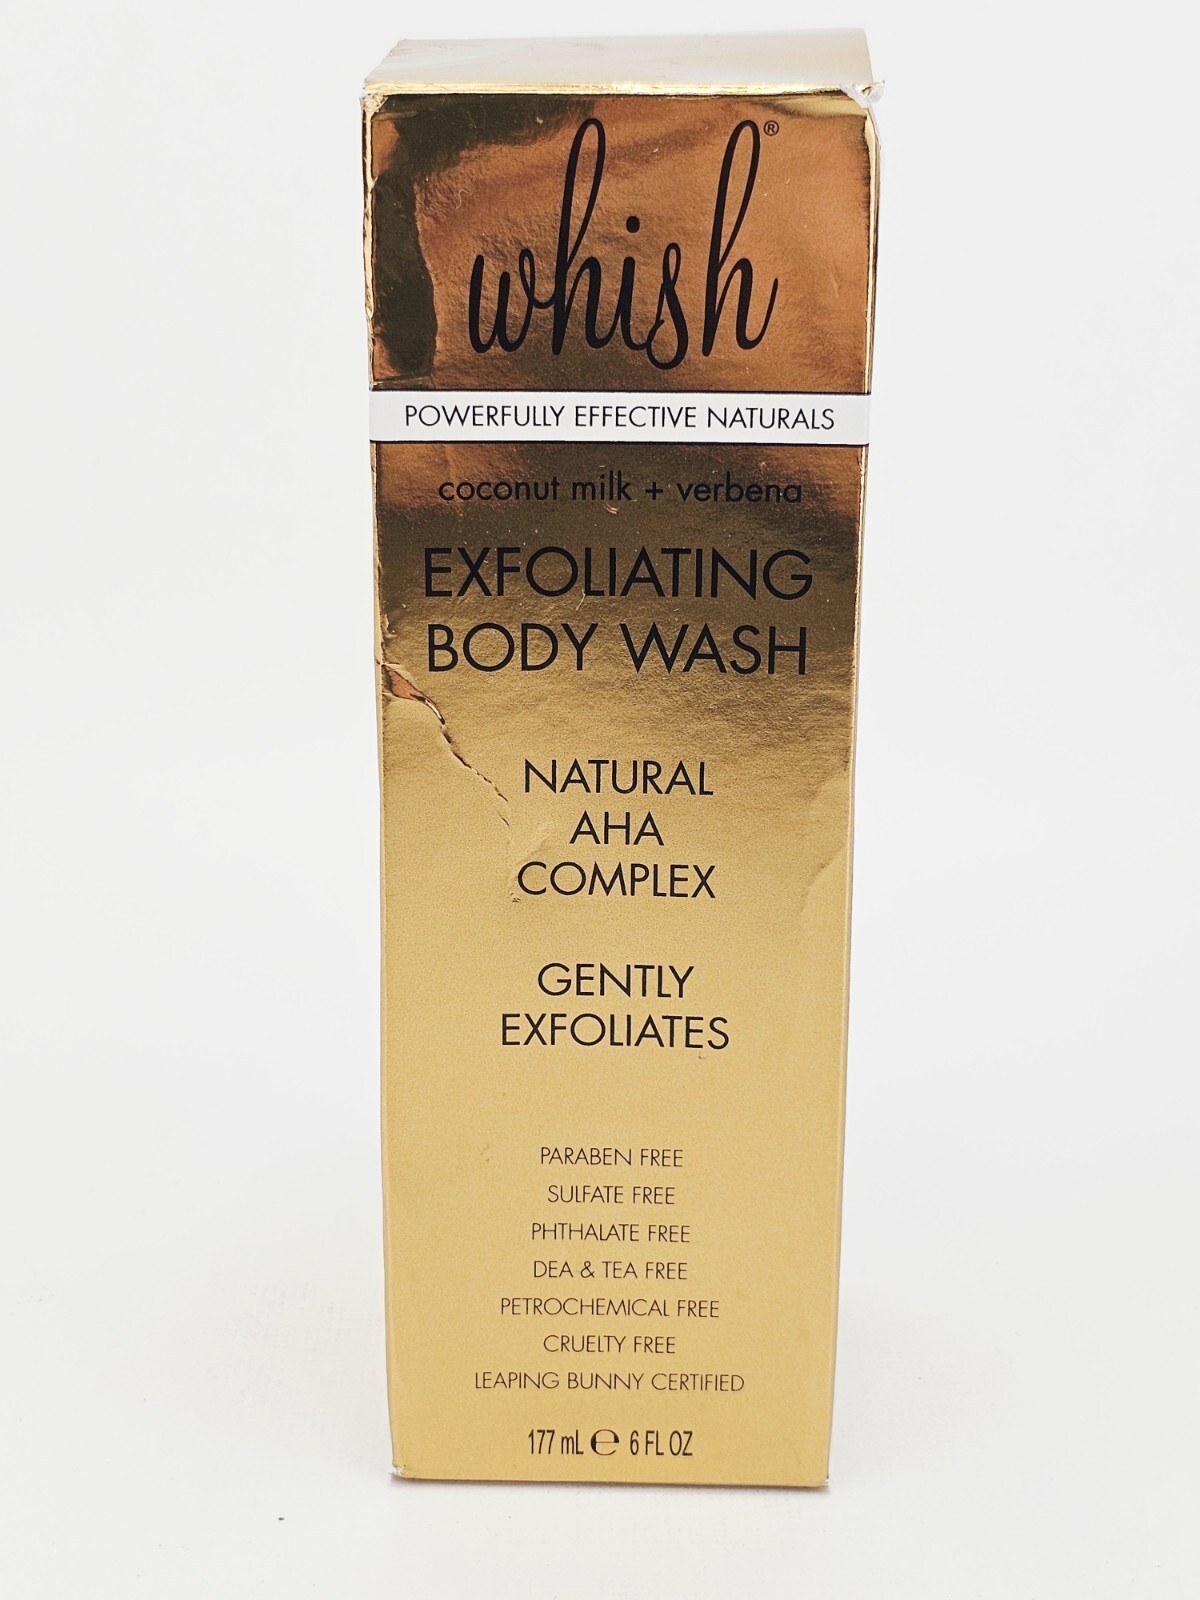 whish®
POWERFULLY EFFECTIVE NATURALS
coconut milk + verbena
EXFOLIATING
BODY WASH
NATURAL
AHA
COMPLEX
GENTLY
EXFOLIATES
PARABEN FREE
SULFATE FREE
PHTHALATE FREE
DEA & TEA FREE
PETROCHEMICAL FREE
CRUELTY FREE
LEAPING BUNNY CERTIFIED
177 mL ℮ 6 FL OZ